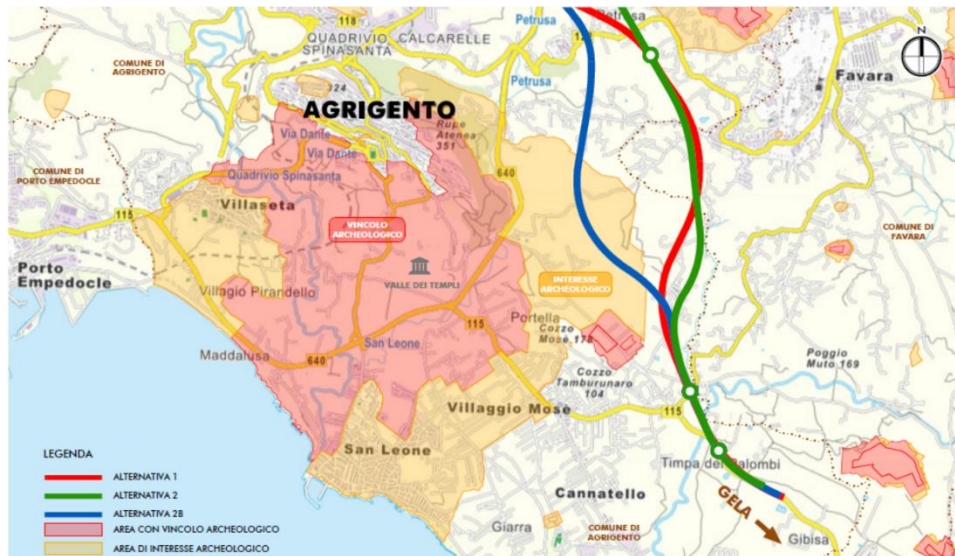 118
QUADRIVIO
SPINASANTA
CALCARELLE
Petrusa
Petrusa
COMUNE DI
AGRIGENTO
Petrusa
N
Favara
324
AGRIGENTO
Rupe
Atenea
351
Via Dante
Via Dante
640
Quadrivio Spinasanta
COMUNE DI
PORTO EMPEDOCLE
Villaseta
115
VINCOLO
ARCHEOLOGICO
COMUNE DI
FAVARA
Porto
Empedocle
VALLE DEI TEMPLI
INTERESSE
ARCHEOLOGICO
Villagio Pirandello
115
Portella
San Leone
Cozzo
Mosè 178
Maddalusa
640
Poggio
Muto 169
Cozzo
Tamburunaro
104
Villaggio Mosè
115
San Leone
LEGENDA
Timpa dei Palombi
ALTERNATIVA 1
ALTERNATIVA 2
Cannatello
GELA
ALTERNATIVA 2B
AREA CON VINCOLO ARCHEOLOGICO
Giarra
COMUNE DI
AGRIGENTO
Gibisa
AREA DI INTERESSE ARCHEOLOGICO